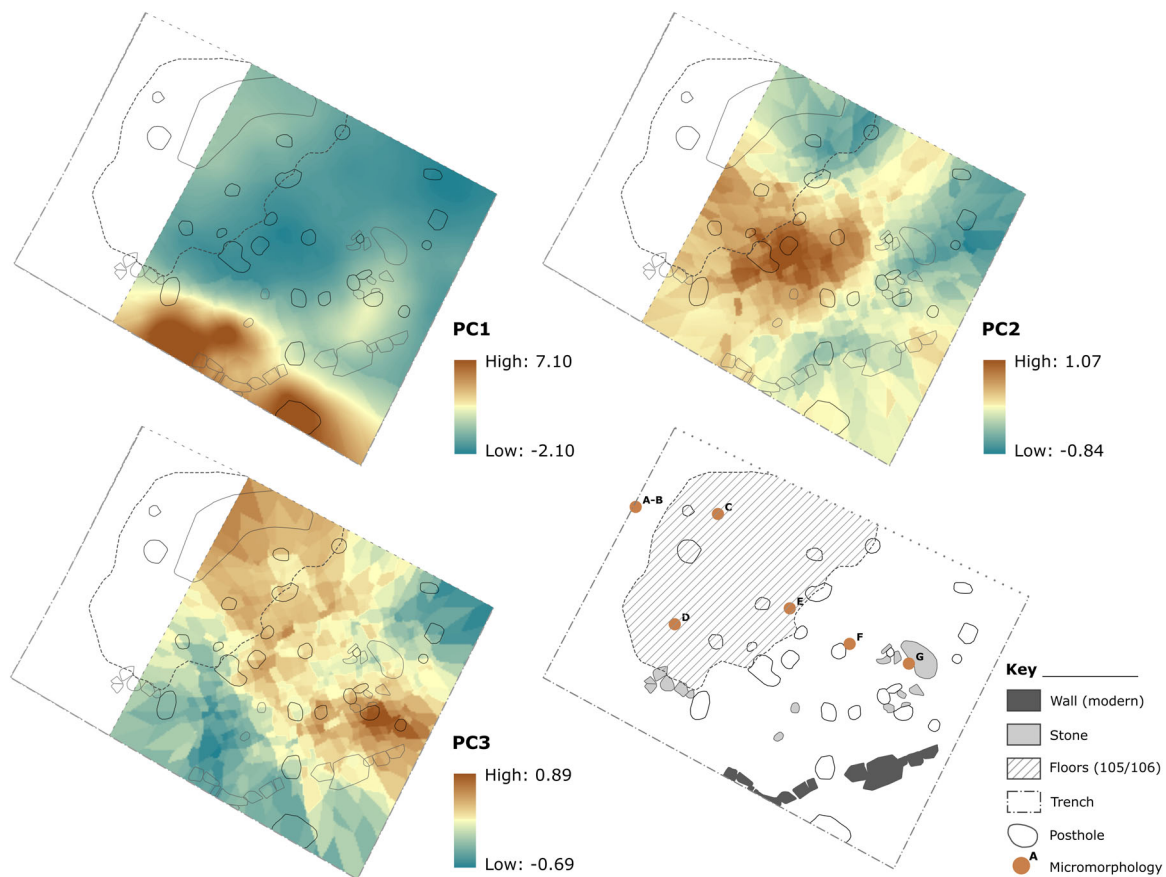 PC1
High: 7.10
Low: -2.10
PC2
High: 1.07
Low: -0.84
PC3
High: 0.89
Low: -0.69
A-B
C
D
E
F
G
Key
Wall (modern)
Stone
Floors (105/106)
Trench
Posthole
A
Micromorphology